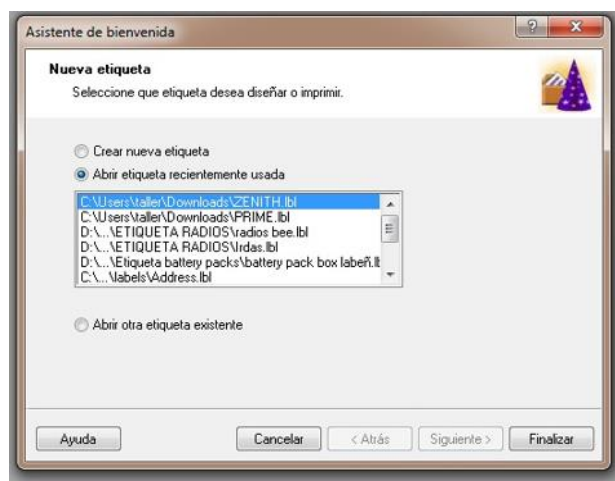 Asistente de bienvenida
Nueva etiqueta
Seleccione que etiqueta desea diseñar o imprimir.
Crear nueva etiqueta
Abrir etiqueta recientemente usada
C:\Users\taller\Downloads\ZENITH.lbl
C:\Users\taller\Downloads\PRIME.lbl
D:\...\ETIQUETA RADIOS\radios bee.lbl
D:\...\ETIQUETA RADIOS\Irdas.lbl
D:\...\Etiqueta battery packs\battery pack box labeñ.lb
C:\...\labels\Address.lbl
Abrir otra etiqueta existente
Ayuda Cancelar < Atrás Siguiente > Finalizar